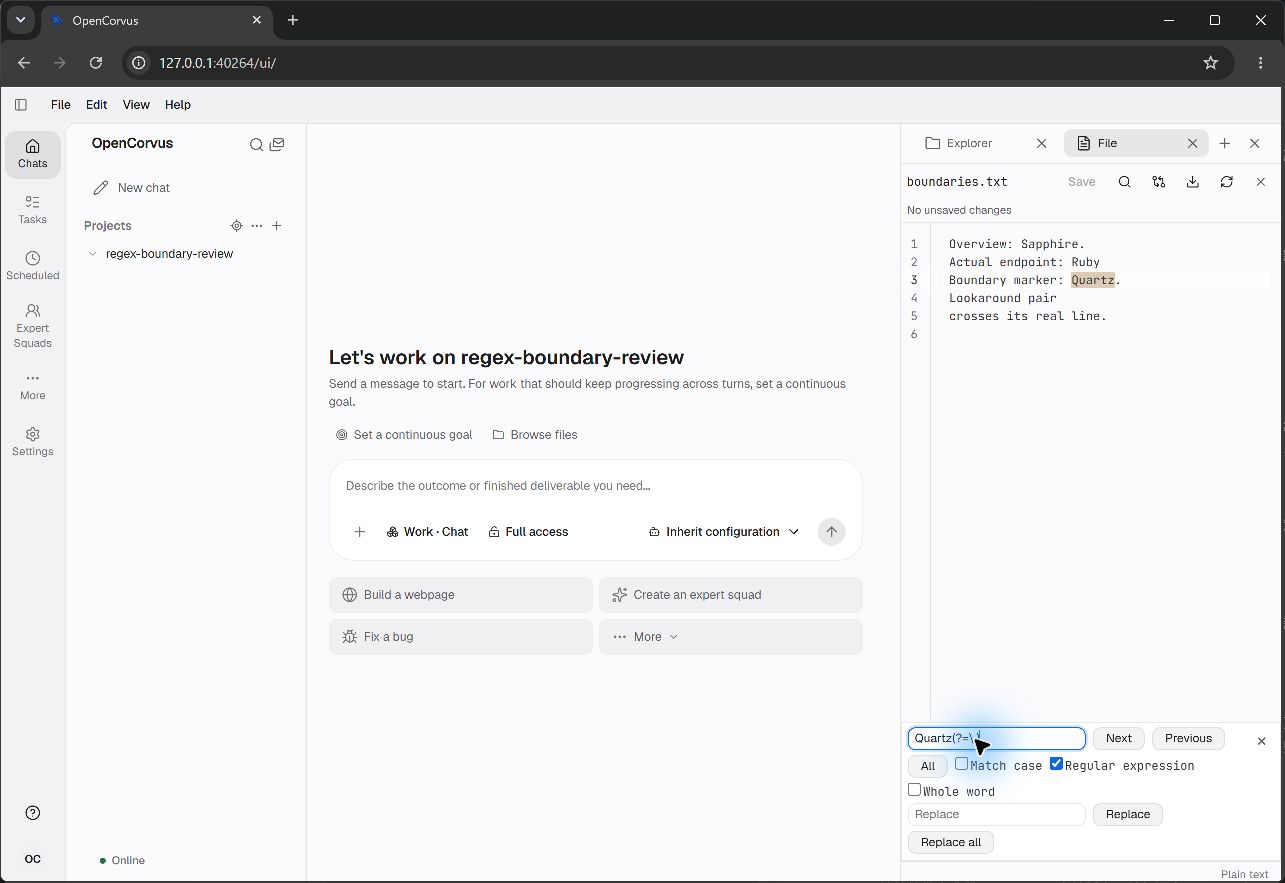 OpenCorvus
127.0.0.1:40264/ui/
File Edit View Help
Chats
Tasks
Scheduled
Expert
Squads
More
Settings
OC
OpenCorvus
New chat
Projects
regex-boundary-review
Online
Let's work on regex-boundary-review
Send a message to start. For work that should keep progressing across turns, set a continuous
goal.
Set a continuous goal Browse files
Describe the outcome or finished deliverable you need...
Work · Chat Full access Inherit configuration
Build a webpage Create an expert squad
Fix a bug More
Explorer File
boundaries.txt Save
No unsaved changes
1 Overview: Sapphire.
2 Actual endpoint: Ruby
3 Boundary marker: Quartz.
4 Lookaround pair
5 crosses its real line.
6
Quartz(?=\ Next Previous
All Match case Regular expression
Whole word
Replace Replace
Replace all
Plain text